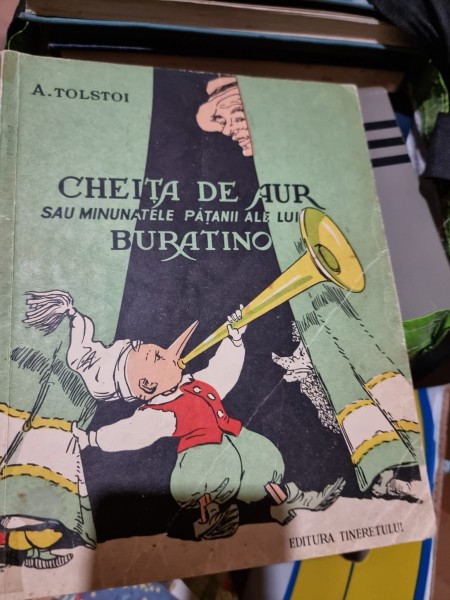 A. TOLSTOI
CHEIȚA DE AUR
SAU MINUNATELE PĂȚANII ALE LUI
BURATINO
EDITURA TINERETULUI